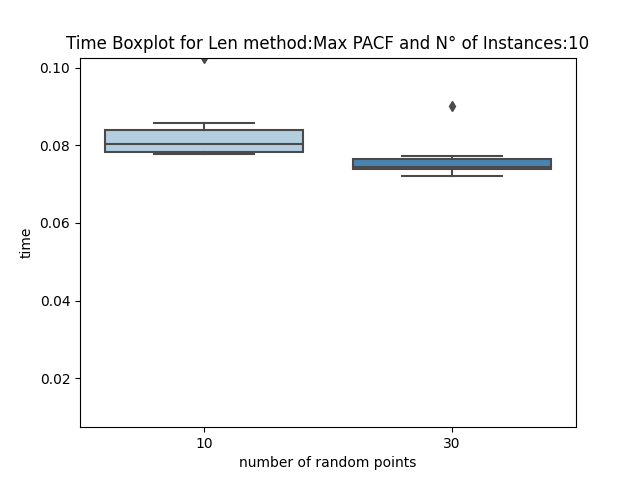 Time Boxplot for Len method:Max PACF and N° of Instances:10
0.10
0.08
0.06
0.04
0.02
time
10 30
number of random points